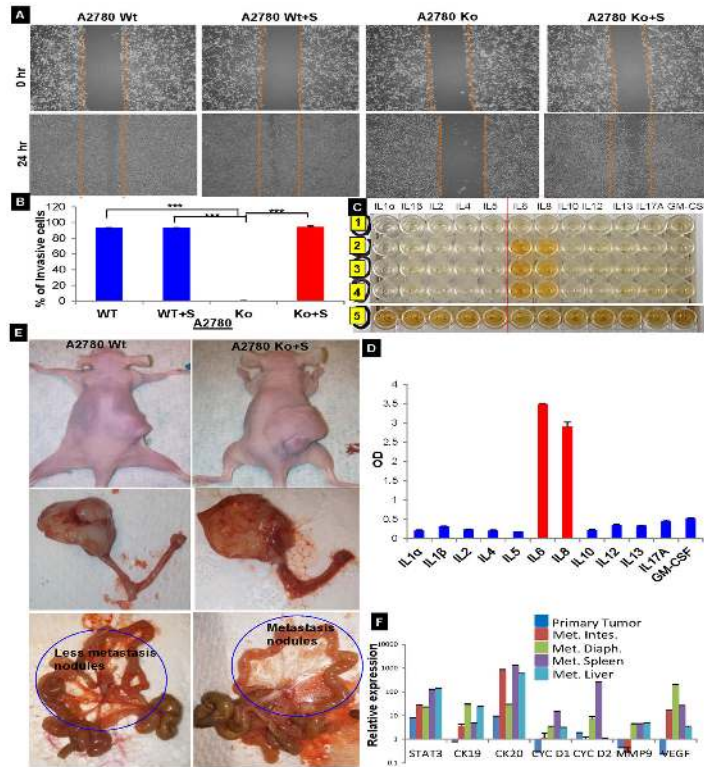 A
A2780 Wt
A2780 Wt+S
A2780 Ko
A2780 Ko+S
0 hr
24 hr
B
% of Invasive cells
120
100
80
60
40
20
0
***
***
***
WT
WT+S
Ko
Ko+S
A2780
C
IL1α IL1β IL2 IL4 IL5 IL6 IL8 IL10 IL12 IL13 IL17A GM-CSF
1
2
3
4
5
E
A2780 Wt
A2780 Ko+S
Less metastasis
nodules
Metastasis
nodules
D
OD
4
3.5
3
2.5
2
1.5
1
0.5
0
IL1α
IL1β
IL2
IL4
IL5
IL6
IL8
IL10
IL12
IL13
IL17A
GM-CSF
F
Primary Tumor
Met. Intes.
Met. Diaph.
Met. Spleen
Met. Liver
Relative expression
10000
1000
100
10
1
0.1
STAT3 CK19 CK20 CYC D1 CYC D2 MMP9 VEGF